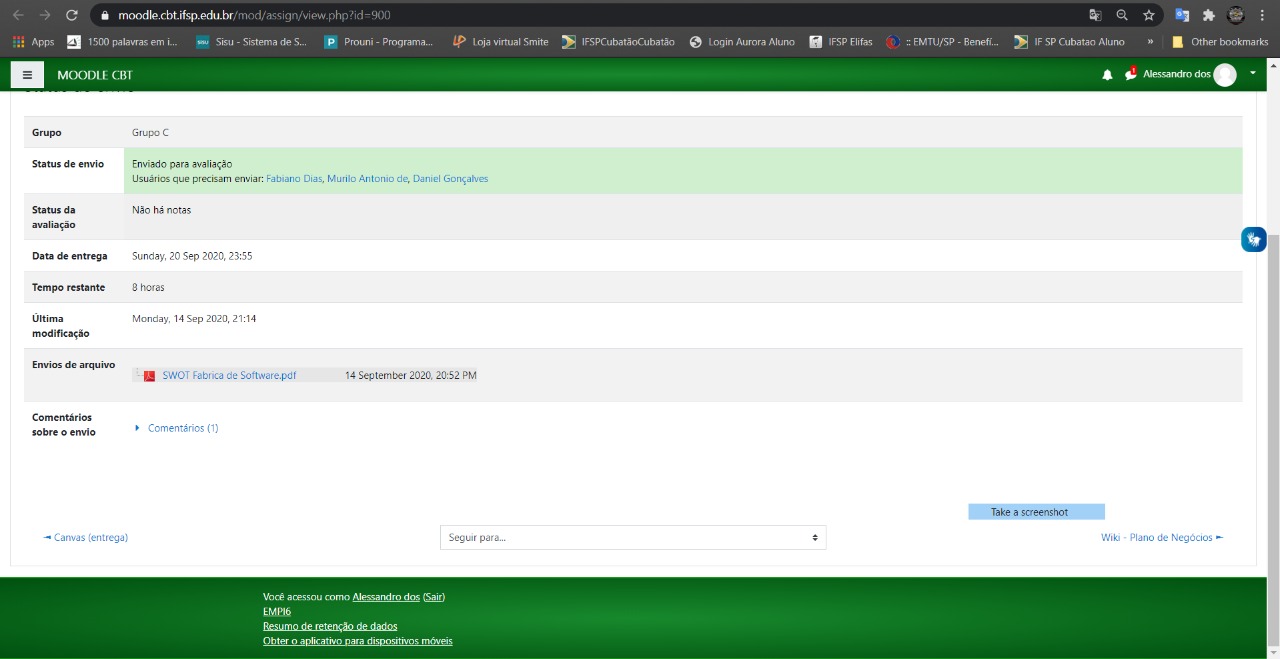 moodle.cbt.ifsp.edu.br/mod/assign/view.php?id=900
Apps
1500 palavras em i...
Sisu - Sistema de S...
Prouni - Programa...
Loja virtual Smite
IFSPCubatãoCubatão
Login Aurora Aluno
IFSP Elifas
:: EMTU/SP - Benefí...
IF SP Cubatao Aluno
»
Other bookmarks
MOODLE CBT
1
Alessandro dos
Grupo
Grupo C
Status de envio
Enviado para avaliação
Usuários que precisam enviar: Fabiano Dias, Murilo Antonio de, Daniel Gonçalves
Status da
avaliação
Não há notas
Data de entrega
Sunday, 20 Sep 2020, 23:55
Tempo restante
8 horas
Última
modificação
Monday, 14 Sep 2020, 21:14
Envios de arquivo
SWOT Fabrica de Software.pdf
14 September 2020, 20:52 PM
Comentários
sobre o envio
Comentários (1)
Take a screenshot
◄ Canvas (entrega)
Seguir para...
Wiki - Plano de Negócios ►
Você acessou como Alessandro dos (Sair)
EMPI6
Resumo de retenção de dados
Obter o aplicativo para dispositivos móveis